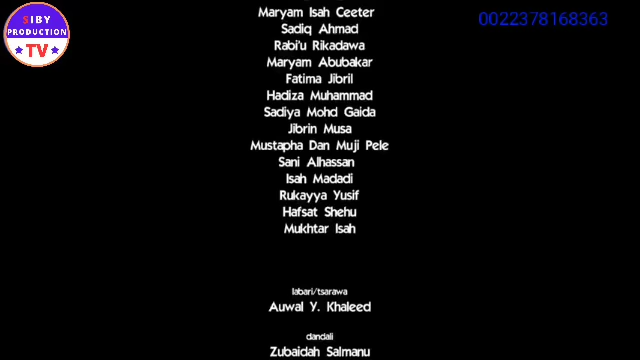 SIBY
PRODUCTION
TV
0022378168363
Maryam Isah Ceeter
Sadiq Ahmad
Rabi'u Rikadawa
Maryam Abubakar
Fatima Jibril
Hadiza Muhammad
Sadiya Mohd Gaida
Jibrin Musa
Mustapha Dan Muji Pele
Sani Alhassan
Isah Madadi
Rukayya Yusif
Hafsat Shehu
Mukhtar Isah
labari/tsarawa
Auwal Y. Khaleed
dandali
Zubaidah Salmanu